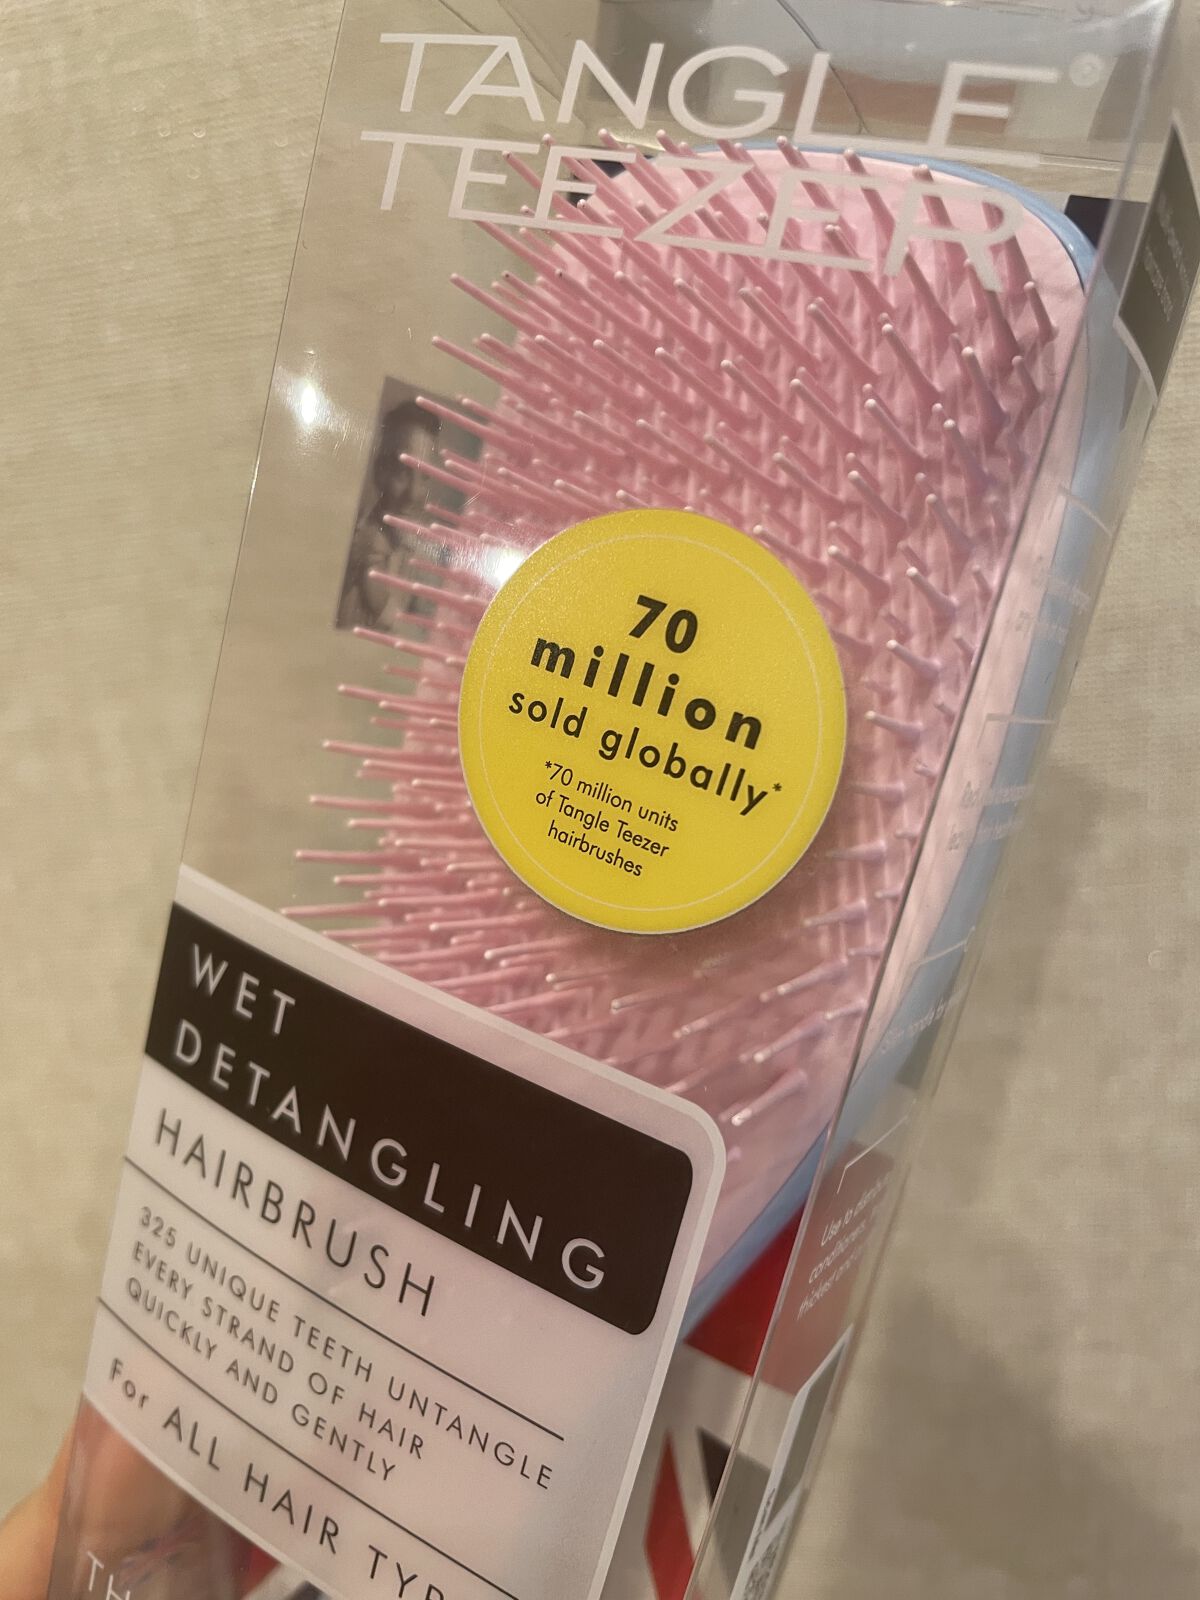 TANGLE
TEEZER
70
million
sold globally*
*70 million units
of Tangle Teezer
hairbrushes
WET
DETANGLING
HAIRBRUSH
325 UNIQUE TEETH UNTANGLE
EVERY STRAND OF HAIR
QUICKLY AND GENTLY
For ALL HAIR